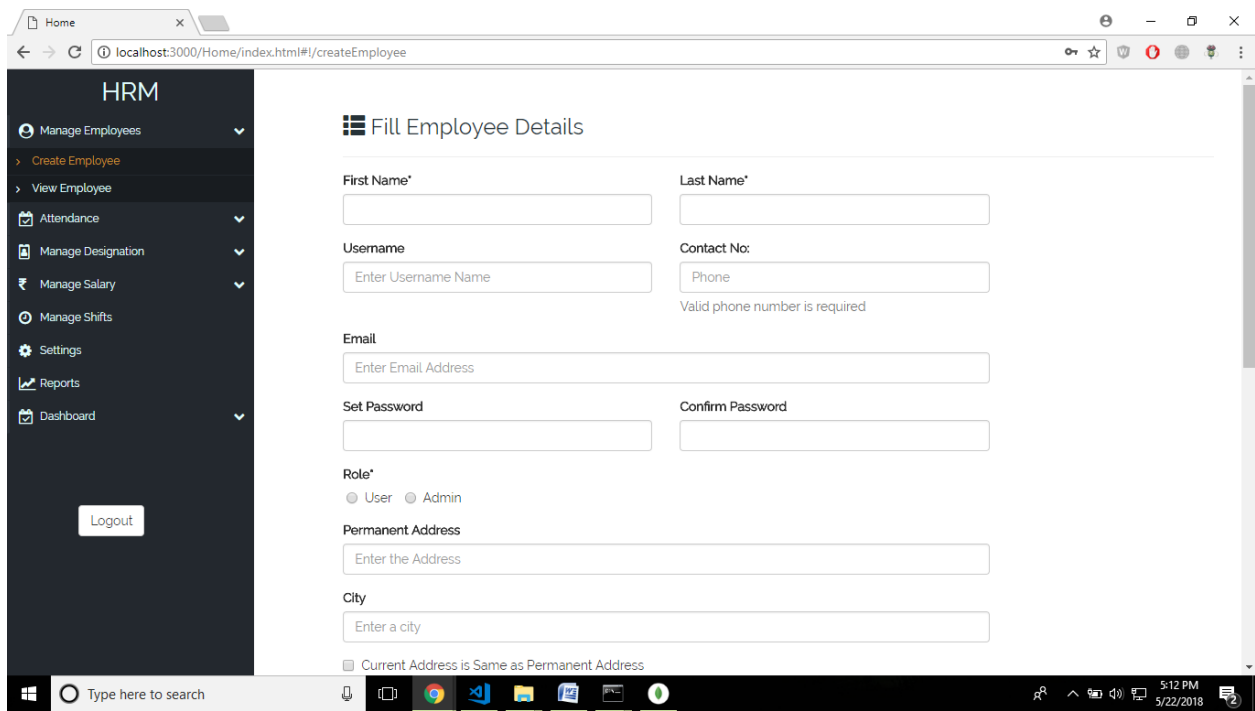 Home
localhost:3000/Home/index.html#!/createEmployee
HRM
Manage Employees
Create Employee
View Employee
Attendance
Manage Designation
Manage Salary
Manage Shifts
Settings
Reports
Dashboard
Logout
Fill Employee Details
First Name* Last Name*
Username Contact No:
Enter Username Name Phone
Valid phone number is required
Email
Enter Email Address
Set Password Confirm Password
Role*
User Admin
Permanent Address
Enter the Address
City
Enter a city
Current Address is Same as Permanent Address
Type here to search
5:12 PM
5/22/2018
2